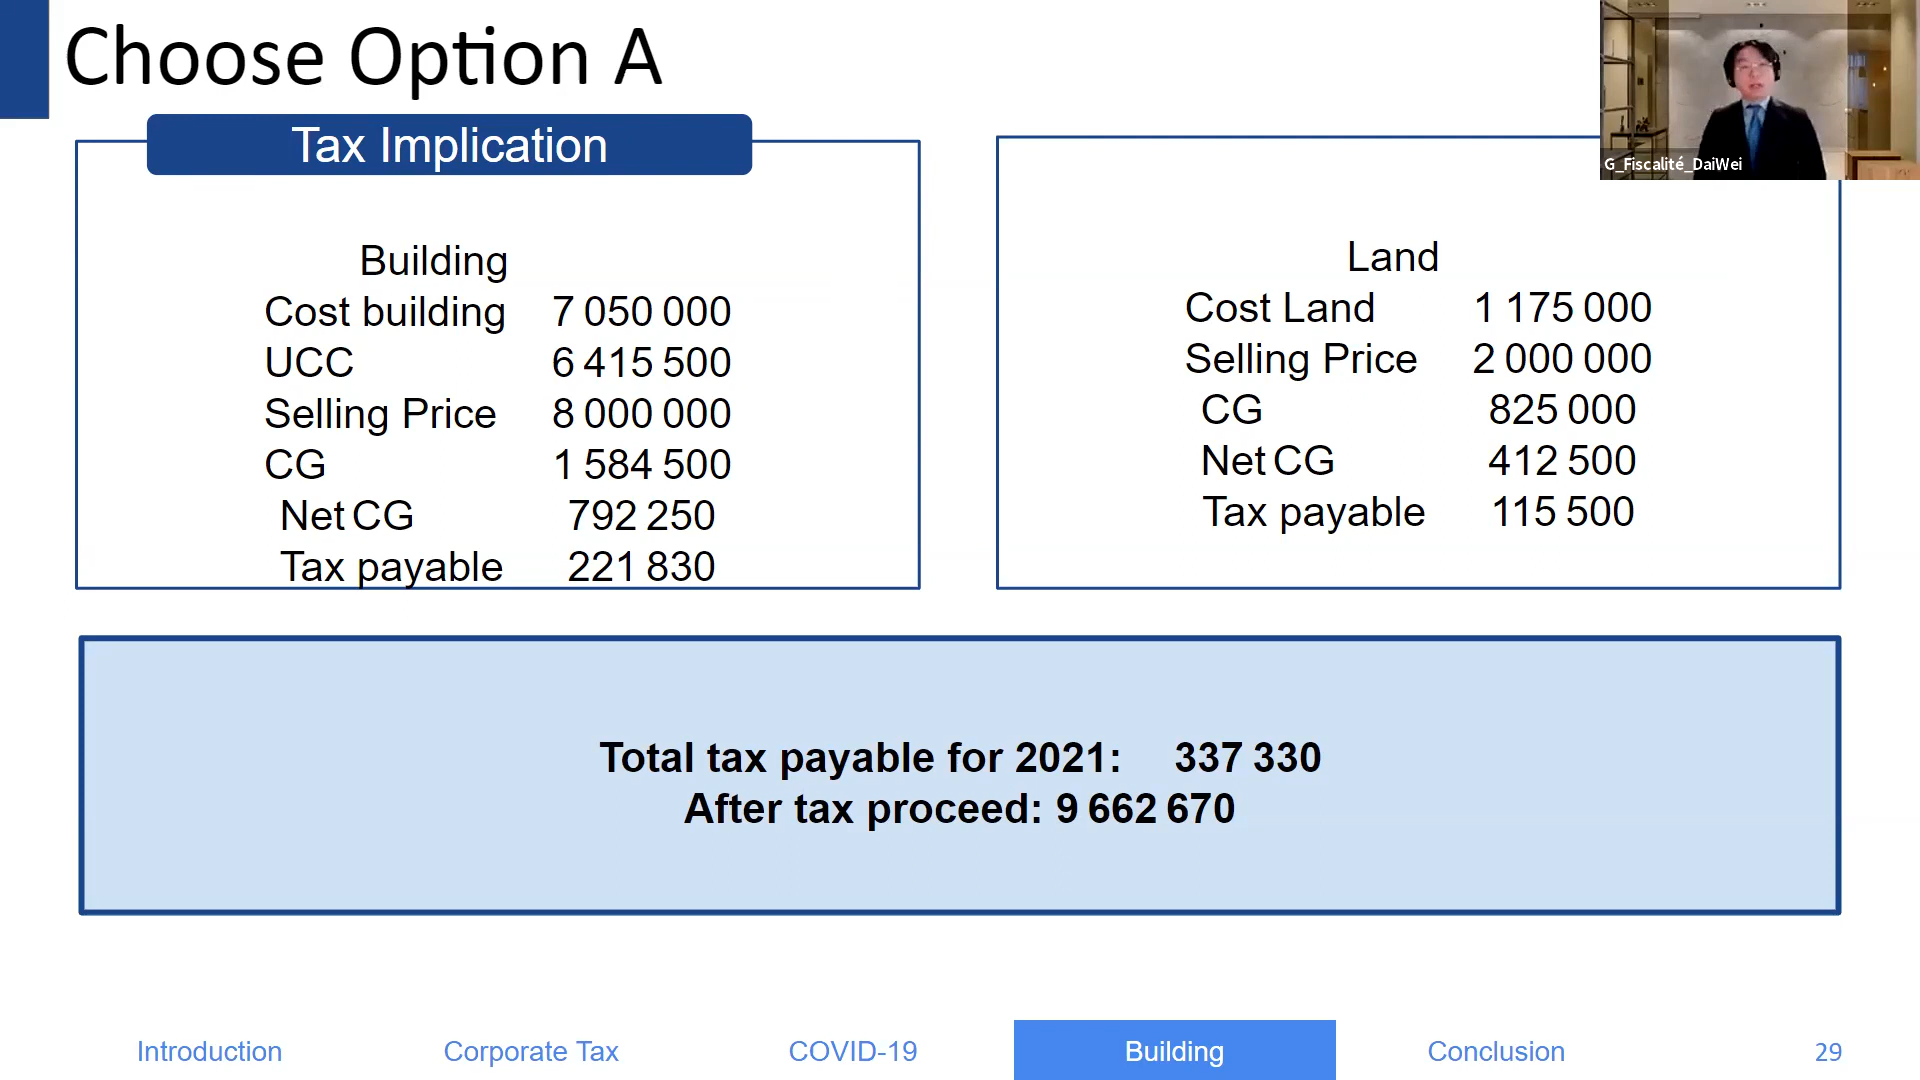 Choose Option A
G_Fiscalité_DaiWei
Tax Implication
Building
Cost building 7 050 000
UCC 6 415 500
Selling Price 8 000 000
CG 1 584 500
Net CG 792 250
Tax payable 221 830
Land
Cost Land 1 175 000
Selling Price 2 000 000
CG 825 000
Net CG 412 500
Tax payable 115 500
Total tax payable for 2021: 337 330
After tax proceed: 9 662 670
Introduction Corporate Tax COVID-19 Building Conclusion 29